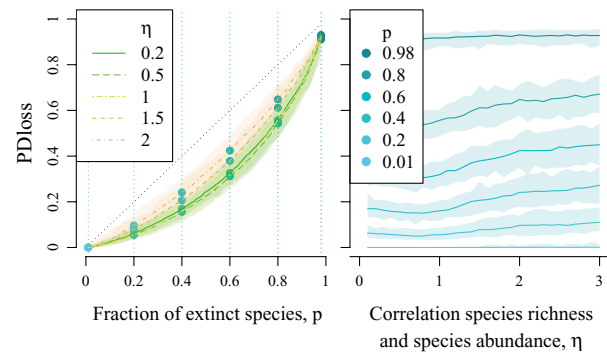 PDloss
1
0.8
0.6
0.4
0.2
0
η
0.2
0.5
1
1.5
2
0 0.2 0.4 0.6 0.8 1
Fraction of extinct species, p
p
0.98
0.8
0.6
0.4
0.2
0.01
0 1 2 3
Correlation species richness
and species abundance, η